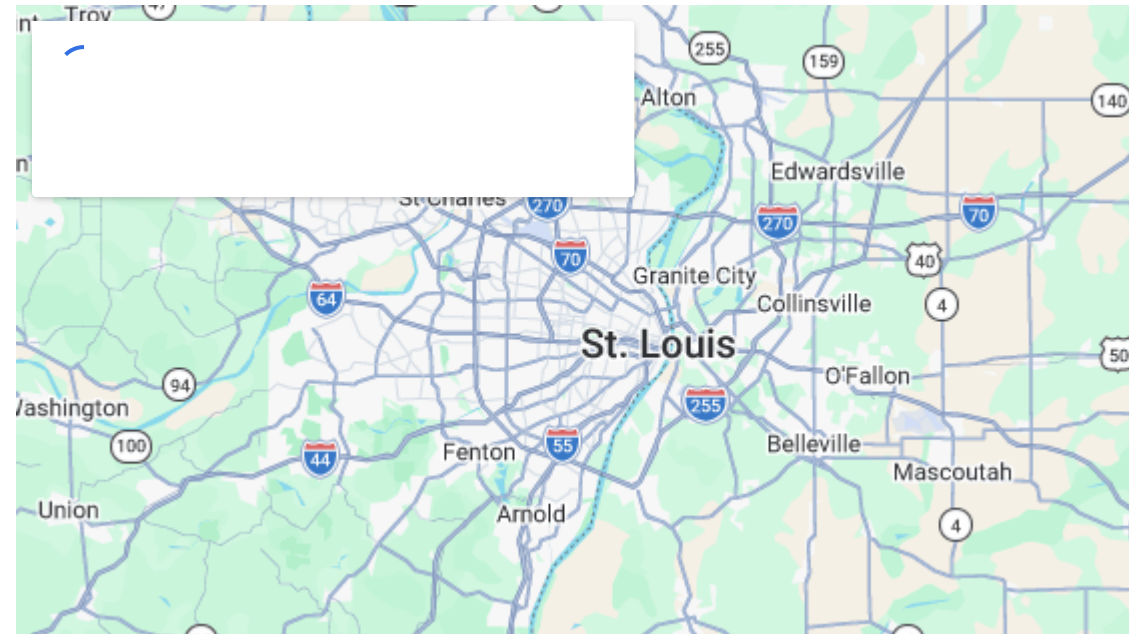 Troy
47
255
159
Alton
140
Edwardsville
St Charles
270
270
70
70
40
Granite City
64
Collinsville
4
St. Louis
50
O'Fallon
94
255
Washington
100
Fenton
55
Belleville
44
Mascoutah
Union
Arnold
4